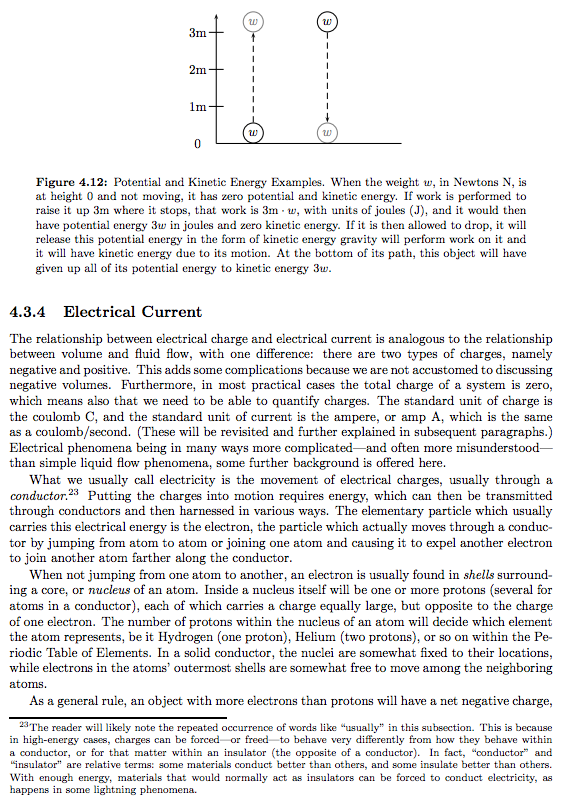 3m
2m
1m
0
w
w
w
w
Figure 4.12: Potential and Kinetic Energy Examples. When the weight w, in Newtons N, is
at height 0 and not moving, it has zero potential and kinetic energy. If work is performed to
raise it up 3m where it stops, that work is 3m · w, with units of joules (J), and it would then
have potential energy 3w in joules and zero kinetic energy. If it is then allowed to drop, it will
release this potential energy in the form of kinetic energy gravity will perform work on it and
it will have kinetic energy due to its motion. At the bottom of its path, this object will have
given up all of its potential energy to kinetic energy 3w.
4.3.4 Electrical Current
The relationship between electrical charge and electrical current is analogous to the relationship
between volume and fluid flow, with one difference: there are two types of charges, namely
negative and positive. This adds some complications because we are not accustomed to discussing
negative volumes. Furthermore, in most practical cases the total charge of a system is zero,
which means also that we need to be able to quantify charges. The standard unit of charge is
the coulomb C, and the standard unit of current is the ampere, or amp A, which is the same
as a coulomb/second. (These will be revisited and further explained in subsequent paragraphs.)
Electrical phenomena being in many ways more complicated—and often more misunderstood—
than simple liquid flow phenomena, some further background is offered here.
What we usually call electricity is the movement of electrical charges, usually through a
conductor.²³ Putting the charges into motion requires energy, which can then be transmitted
through conductors and then harnessed in various ways. The elementary particle which usually
carries this electrical energy is the electron, the particle which actually moves through a conduc-
tor by jumping from atom to atom or joining one atom and causing it to expel another electron
to join another atom farther along the conductor.
When not jumping from one atom to another, an electron is usually found in shells surround-
ing a core, or nucleus of an atom. Inside a nucleus itself will be one or more protons (several for
atoms in a conductor), each of which carries a charge equally large, but opposite to the charge
of one electron. The number of protons within the nucleus of an atom will decide which element
the atom represents, be it Hydrogen (one proton), Helium (two protons), or so on within the Pe-
riodic Table of Elements. In a solid conductor, the nuclei are somewhat fixed to their locations,
while electrons in the atoms' outermost shells are somewhat free to move among the neighboring
atoms.
As a general rule, an object with more electrons than protons will have a net negative charge,
²³The reader will likely note the repeated occurrence of words like “usually” in this subsection. This is because
in high-energy cases, charges can be forced—or freed—to behave very differently from how they behave within
a conductor, or for that matter within an insulator (the opposite of a conductor). In fact, “conductor” and
“insulator” are relative terms: some materials conduct better than others, and some insulate better than others.
With enough energy, materials that would normally act as insulators can be forced to conduct electricity, as
happens in some lightning phenomena.